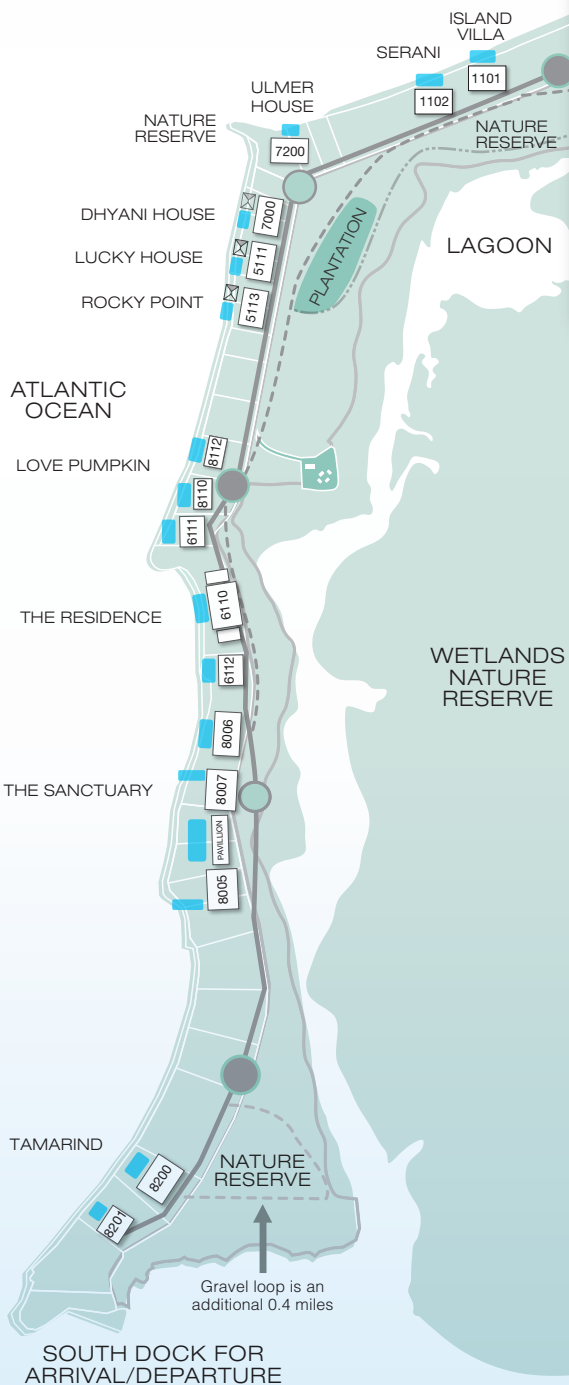 ISLAND
VILLA
SERANI
1101
1102
ULMER
HOUSE
NATURE
RESERVE
NATURE
RESERVE
7200
DHYANI HOUSE
7000
PLANTATION
LAGOON
LUCKY HOUSE
5111
ROCKY POINT
5113
ATLANTIC
OCEAN
8112
LOVE PUMPKIN
8110
6111
THE RESIDENCE
6110
6112
WETLANDS
NATURE
RESERVE
8006
THE SANCTUARY
8007
PAVILLION
8005
TAMARIND
8200
8201
NATURE
RESERVE
Gravel loop is an
additional 0.4 miles
SOUTH DOCK FOR
ARRIVAL/DEPARTURE